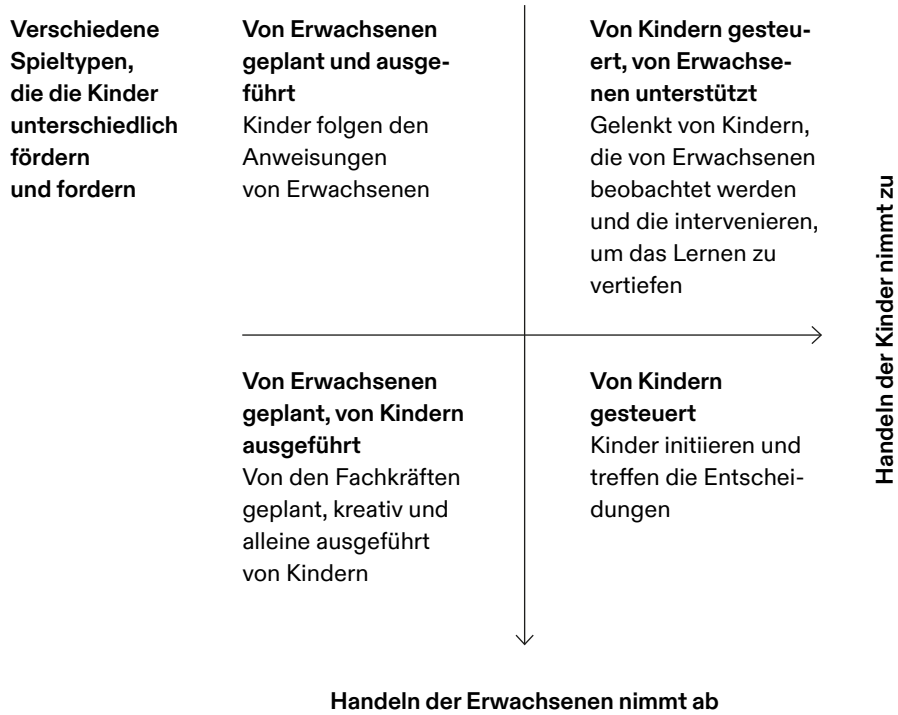 Verschiedene
Spieltypen,
die die Kinder
unterschiedlich
fördern
und fordern
Von Erwachsenen
geplant und ausge-
führt
Kinder folgen den
Anweisungen
von Erwachsenen
Von Kindern gesteu-
ert, von Erwachse-
nen unterstützt
Gelenkt von Kindern,
die von Erwachsenen
beobachtet werden
und die intervenieren,
um das Lernen zu
vertiefen
Handeln der Kinder nimmt zu
Von Erwachsenen
geplant, von Kindern
ausgeführt
Von den Fachkräften
geplant, kreativ und
alleine ausgeführt
von Kindern
Von Kindern
gesteuert
Kinder initiieren und
treffen die Entschei-
dungen
Handeln der Erwachsenen nimmt ab